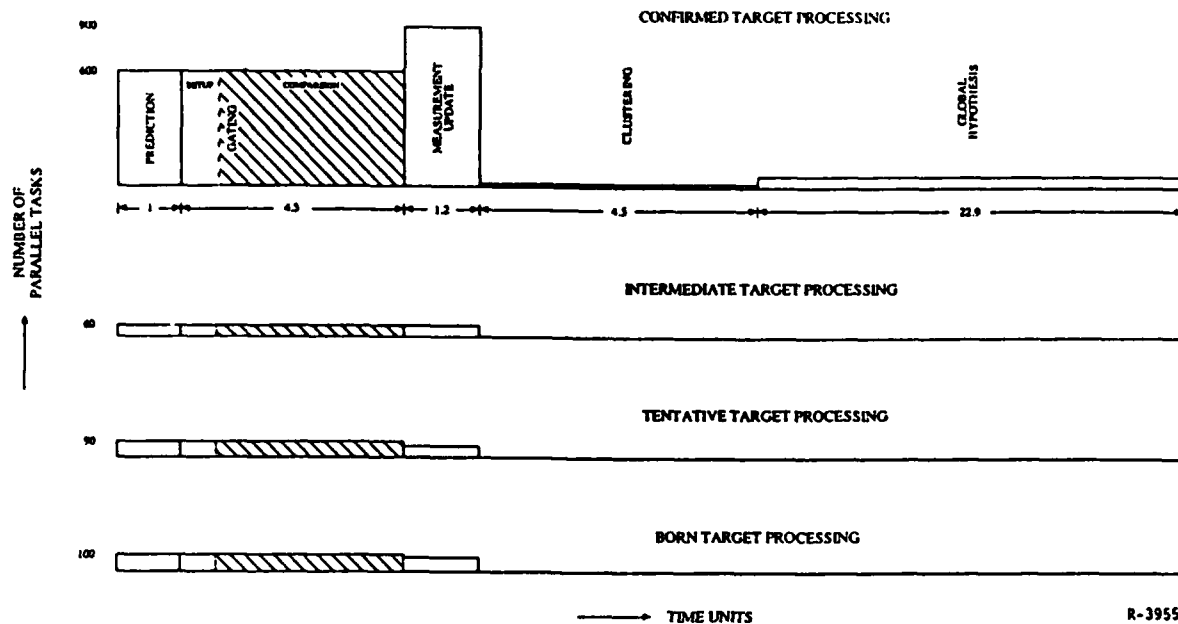 CONFIRMED TARGET PROCESSING
900
600
PREDICTION
SETUP
GATING
COMPARISON
MEASUREMENT
UPDATE
CLUSTERING
GLOBAL
HYPOTHESIS
1
4.3
1.2
4.5
22.9
NUMBER OF
PARALLEL TASKS
INTERMEDIATE TARGET PROCESSING
60
TENTATIVE TARGET PROCESSING
90
BORN TARGET PROCESSING
100
TIME UNITS
R-3955